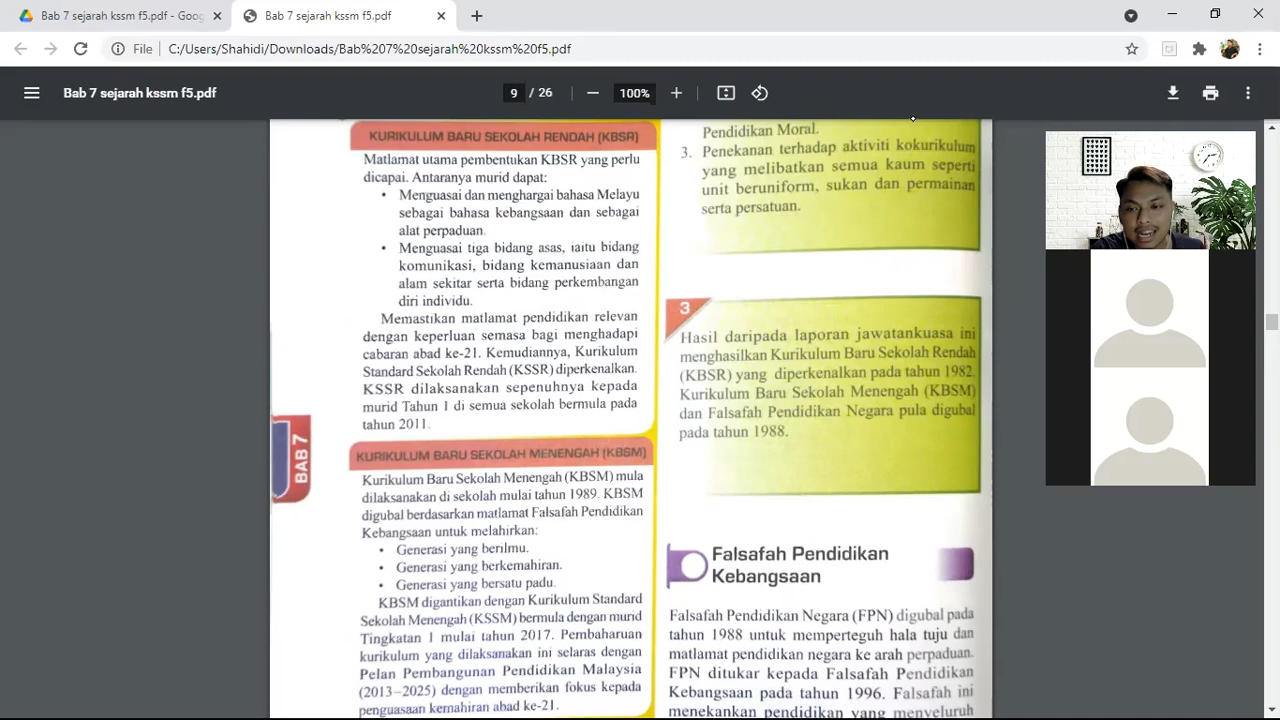 Bab 7 sejarah kssm f5.pdf - Goog
Bab 7 sejarah kssm f5.pdf
File
C:/Users/Shahidi/Downloads/Bab%207%20sejarah%20kssm%20f5.pdf
Bab 7 sejarah kssm f5.pdf
9 / 26
100%
KURIKULUM BARU SEKOLAH RENDAH (KBSR)
Matlamat utama pembentukan KBSR yang perlu
dicapai. Antaranya murid dapat:
• Menguasai dan menghargai bahasa Melayu
sebagai bahasa kebangsaan dan sebagai
alat perpaduan.
• Menguasai tiga bidang asas, iaitu bidang
komunikasi, bidang kemanusiaan dan
alam sekitar serta bidang perkembangan
diri individu.
Memastikan matlamat pendidikan relevan
dengan keperluan semasa bagi menghadapi
cabaran abad ke-21. Kemudiannya, Kurikulum
Standard Sekolah Rendah (KSSR) diperkenalkan.
KSSR dilaksanakan sepenuhnya kepada
murid Tahun 1 di semua sekolah bermula pada
tahun 2011.
BAB 7
KURIKULUM BARU SEKOLAH MENENGAH (KBSM)
Kurikulum Baru Sekolah Menengah (KBSM) mula
dilaksanakan di sekolah mulai tahun 1989. KBSM
digubal berdasarkan matlamat Falsafah Pendidikan
Kebangsaan untuk melahirkan:
• Generasi yang berilmu.
• Generasi yang berkemahiran.
• Generasi yang bersatu padu.
KBSM digantikan dengan Kurikulum Standard
Sekolah Menengah (KSSM) bermula dengan murid
Tingkatan 1 mulai tahun 2017. Pembaharuan
kurikulum yang dilaksanakan ini selaras dengan
Pelan Pembangunan Pendidikan Malaysia
(2013–2025) dengan memberikan fokus kepada
penguasaan kemahiran abad ke-21.
Pendidikan Moral.
3. Penekanan terhadap aktiviti kokurikulum
yang melibatkan semua kaum seperti
unit beruniform, sukan dan permainan
serta persatuan.
3
Hasil daripada laporan jawatankuasa ini
menghasilkan Kurikulum Baru Sekolah Rendah
(KBSR) yang diperkenalkan pada tahun 1982.
Kurikulum Baru Sekolah Menengah (KBSM)
dan Falsafah Pendidikan Negara pula digubal
pada tahun 1988.
Falsafah Pendidikan
Kebangsaan
Falsafah Pendidikan Negara (FPN) digubal pada
tahun 1988 untuk memperteguh hala tuju dan
matlamat pendidikan negara ke arah perpaduan.
FPN ditukar kepada Falsafah Pendidikan
Kebangsaan pada tahun 1996. Falsafah ini
menekankan pendidikan yang menyeluruh